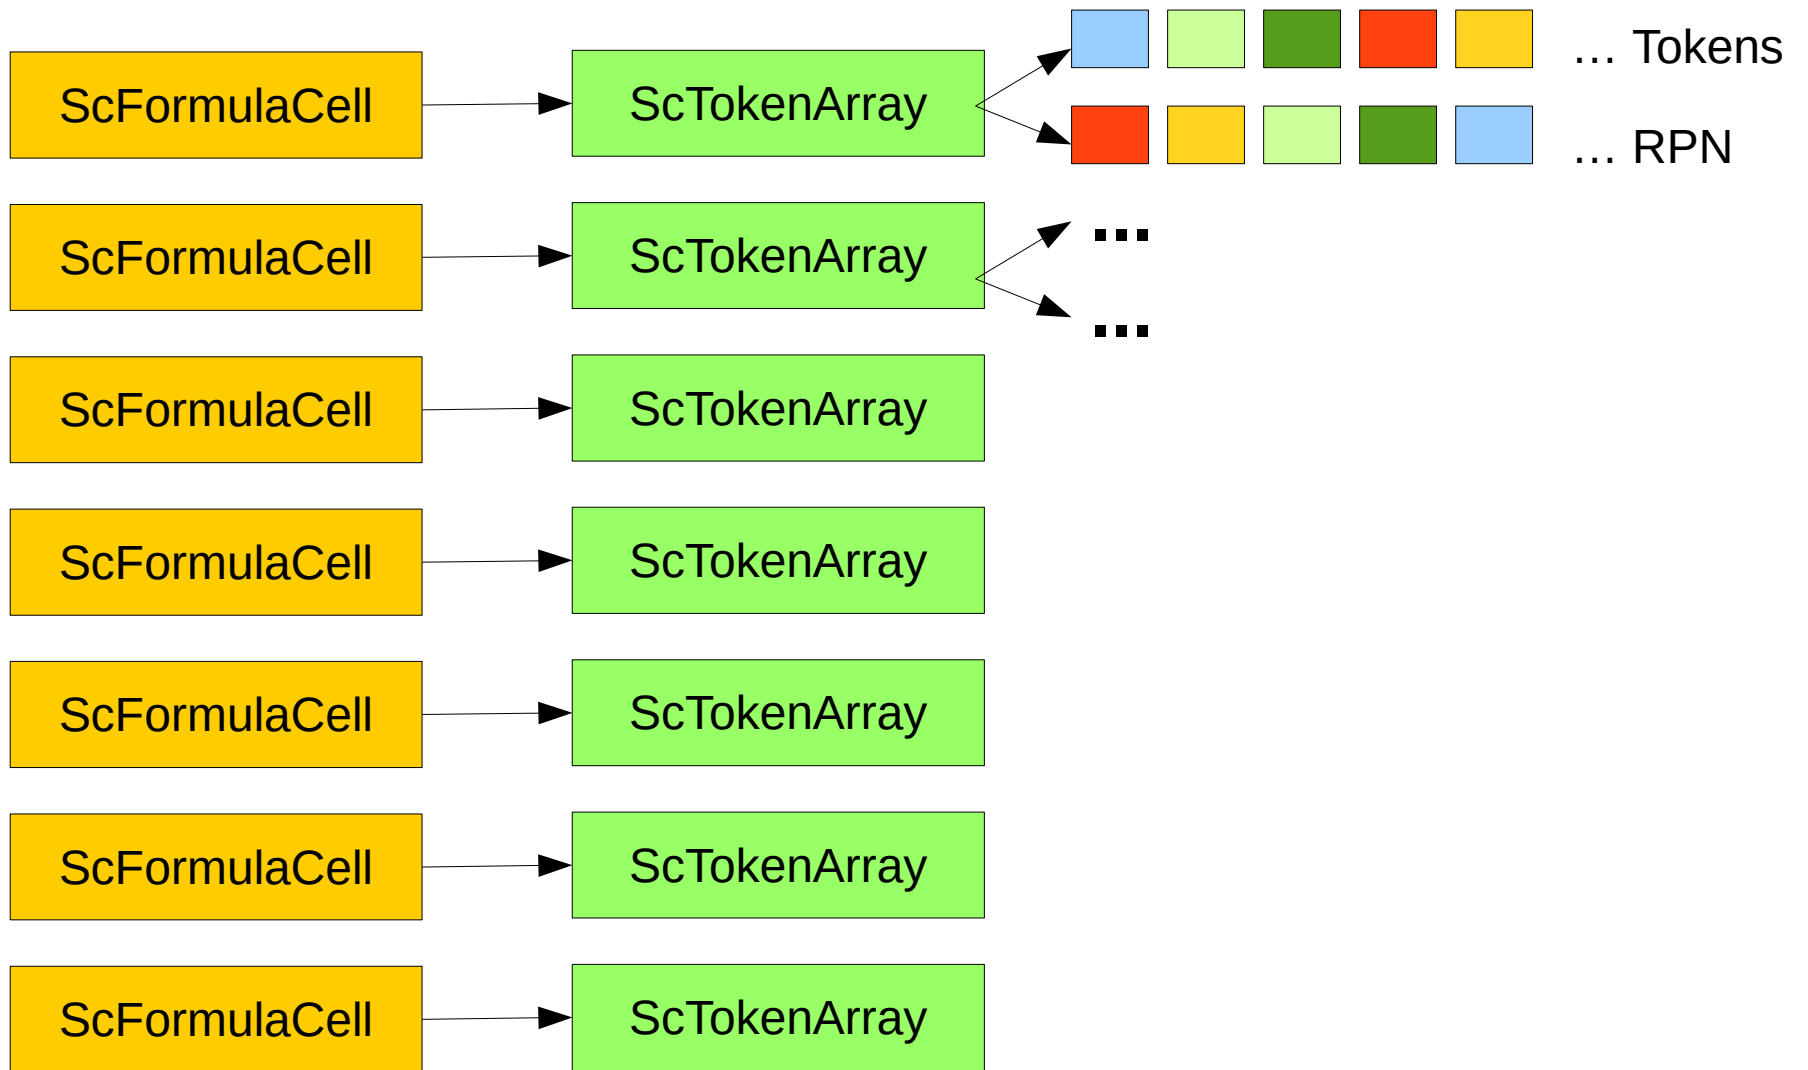 ScFormulaCell ScTokenArray … Tokens
… RPN
ScFormulaCell ScTokenArray ...
...
ScFormulaCell ScTokenArray
ScFormulaCell ScTokenArray
ScFormulaCell ScTokenArray
ScFormulaCell ScTokenArray
ScFormulaCell ScTokenArray